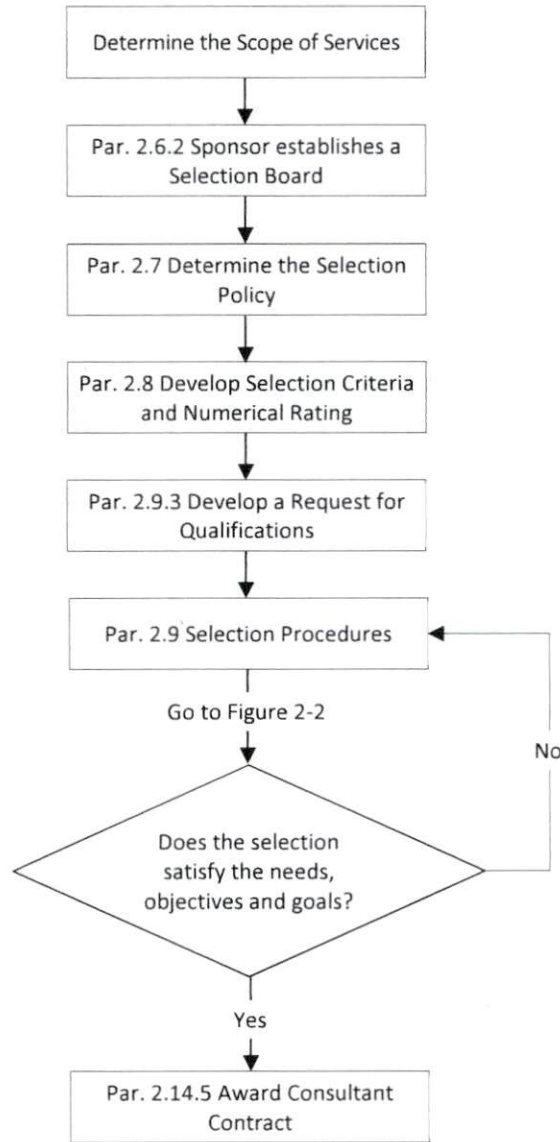 Determine the Scope of Services
Par. 2.6.2 Sponsor establishes a
Selection Board
Par. 2.7 Determine the Selection
Policy
Par. 2.8 Develop Selection Criteria
and Numerical Rating
Par. 2.9.3 Develop a Request for
Qualifications
Par. 2.9 Selection Procedures
Go to Figure 2-2
No
Does the selection
satisfy the needs,
objectives and goals?
Yes
Par. 2.14.5 Award Consultant
Contract